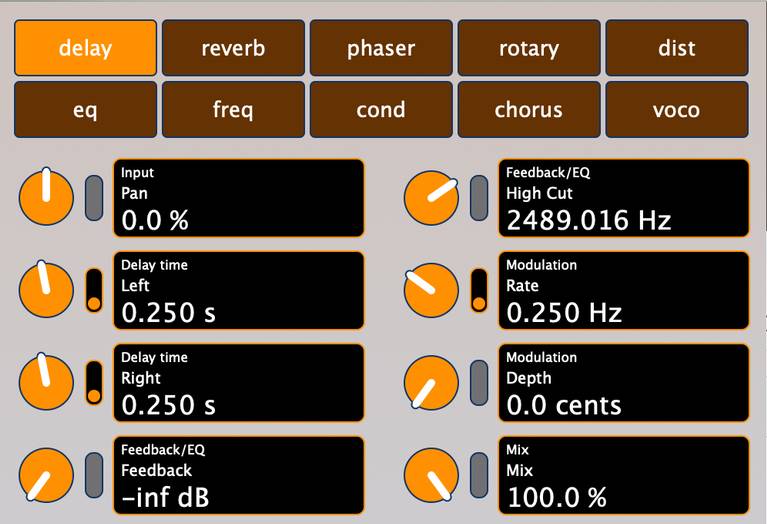 delay reverb phaser rotary dist
eq freq cond chorus voco
Input
Pan
0.0 %
Delay time
Left
0.250 s
Delay time
Right
0.250 s
Feedback/EQ
Feedback
-inf dB
Feedback/EQ
High Cut
2489.016 Hz
Modulation
Rate
0.250 Hz
Modulation
Depth
0.0 cents
Mix
Mix
100.0 %